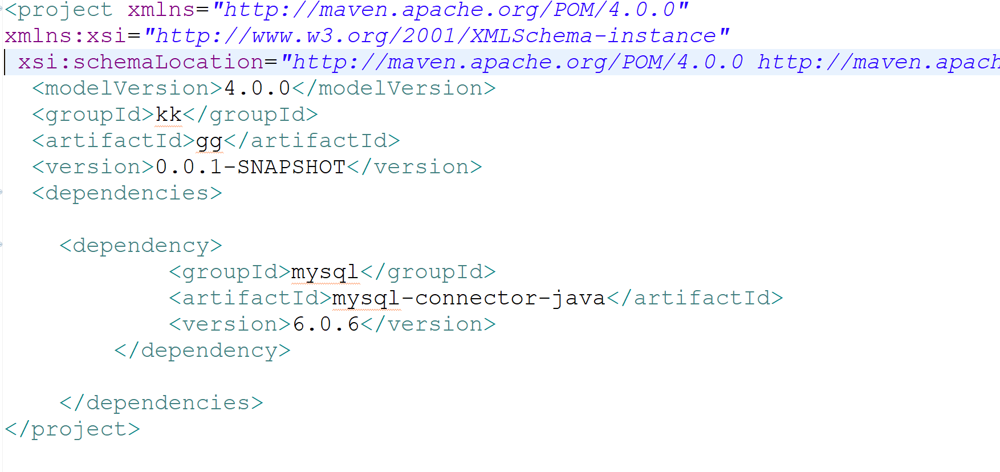 <project xmlns="http://maven.apache.org/POM/4.0.0"
xmlns:xsi="http://www.w3.org/2001/XMLSchema-instance"
xsi:schemaLocation="http://maven.apache.org/POM/4.0.0 http://maven.apach
<modelVersion>4.0.0</modelVersion>
<groupId>kk</groupId>
<artifactId>gg</artifactId>
<version>0.0.1-SNAPSHOT</version>
<dependencies>
<dependency>
<groupId>mysql</groupId>
<artifactId>mysql-connector-java</artifactId>
<version>6.0.6</version>
</dependency>
</dependencies>
</project>